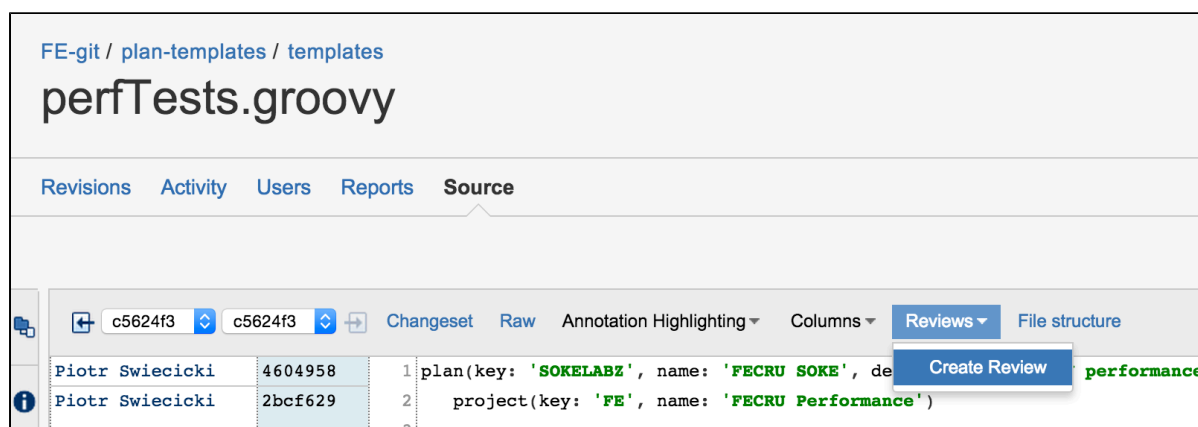 FE-git / plan-templates / templates
perfTests.groovy
Revisions Activity Users Reports Source
c5624f3 c5624f3 Changeset Raw Annotation Highlighting Columns Reviews File structure
Create Review
Piotr Swiecicki 4604958 1 plan(key: 'SOKELABZ', name: 'FECRU SOKE', de performance
Piotr Swiecicki 2bcf629 2 project(key: 'FE', name: 'FECRU Performance')